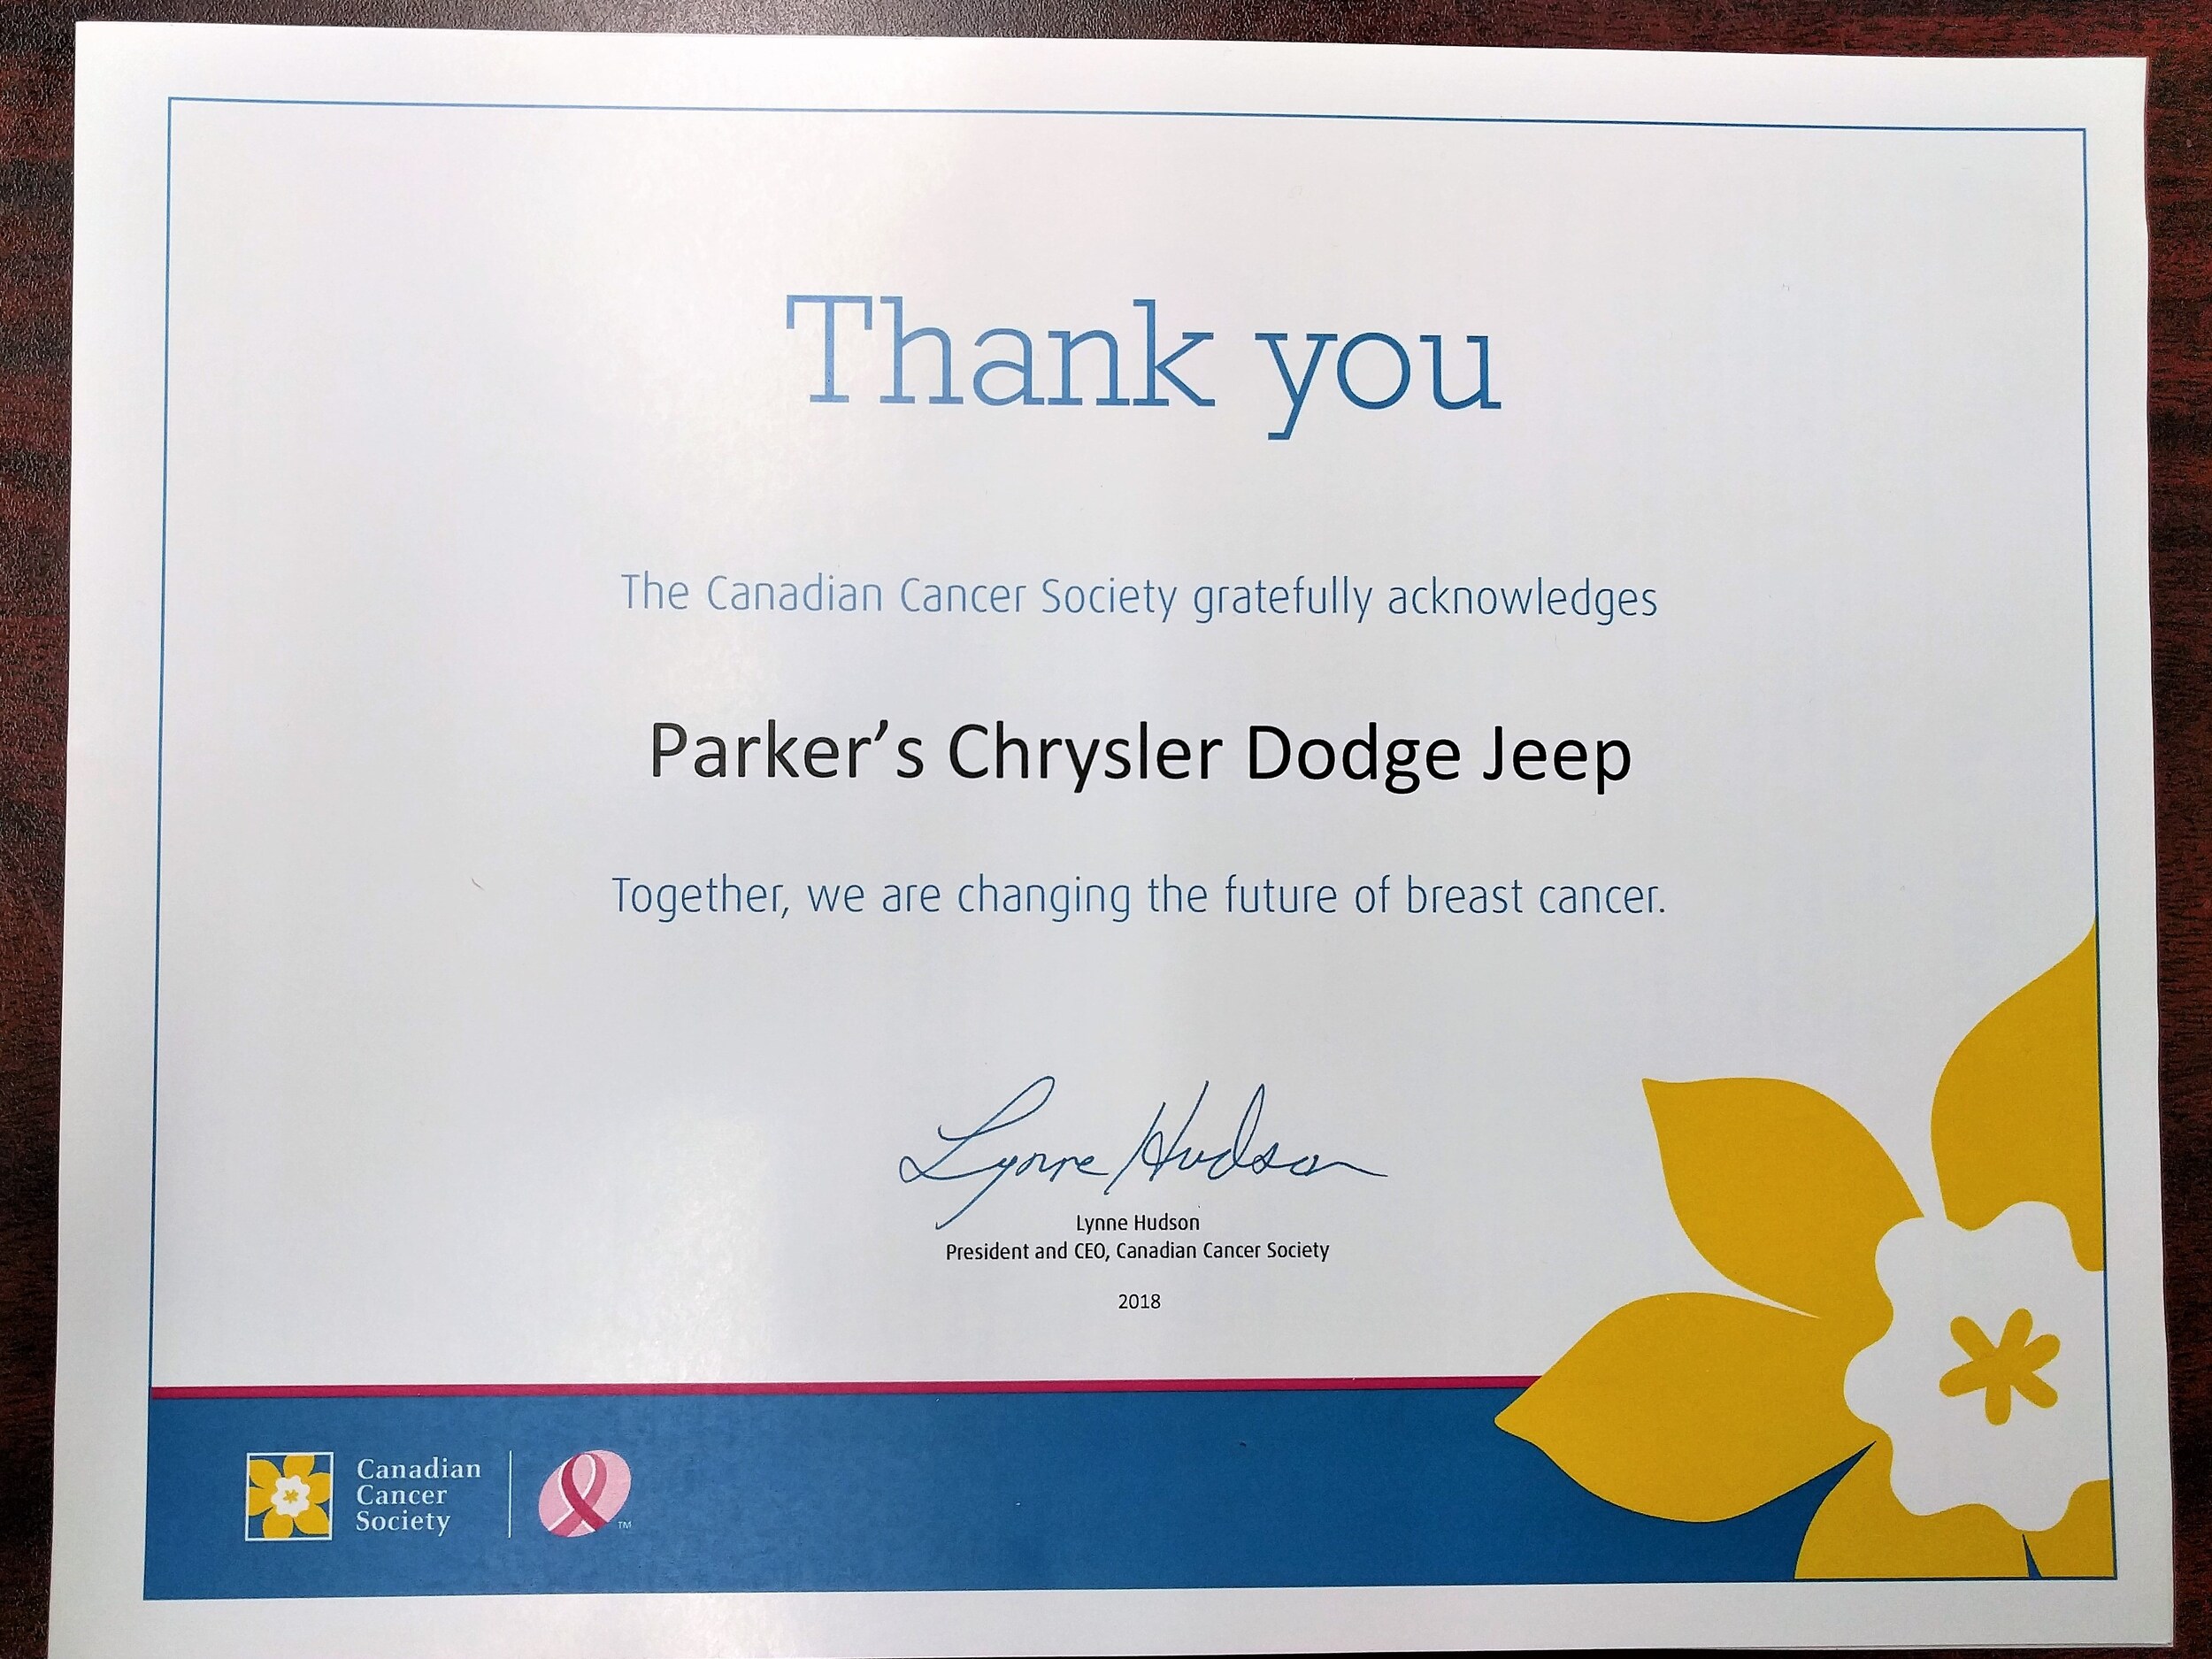 Thank you
The Canadian Cancer Society gratefully acknowledges
Parker’s Chrysler Dodge Jeep
Together, we are changing the future of breast cancer.
Lynne Hudson
Lynne Hudson
President and CEO, Canadian Cancer Society
2018
Canadian
Cancer
Society
TM